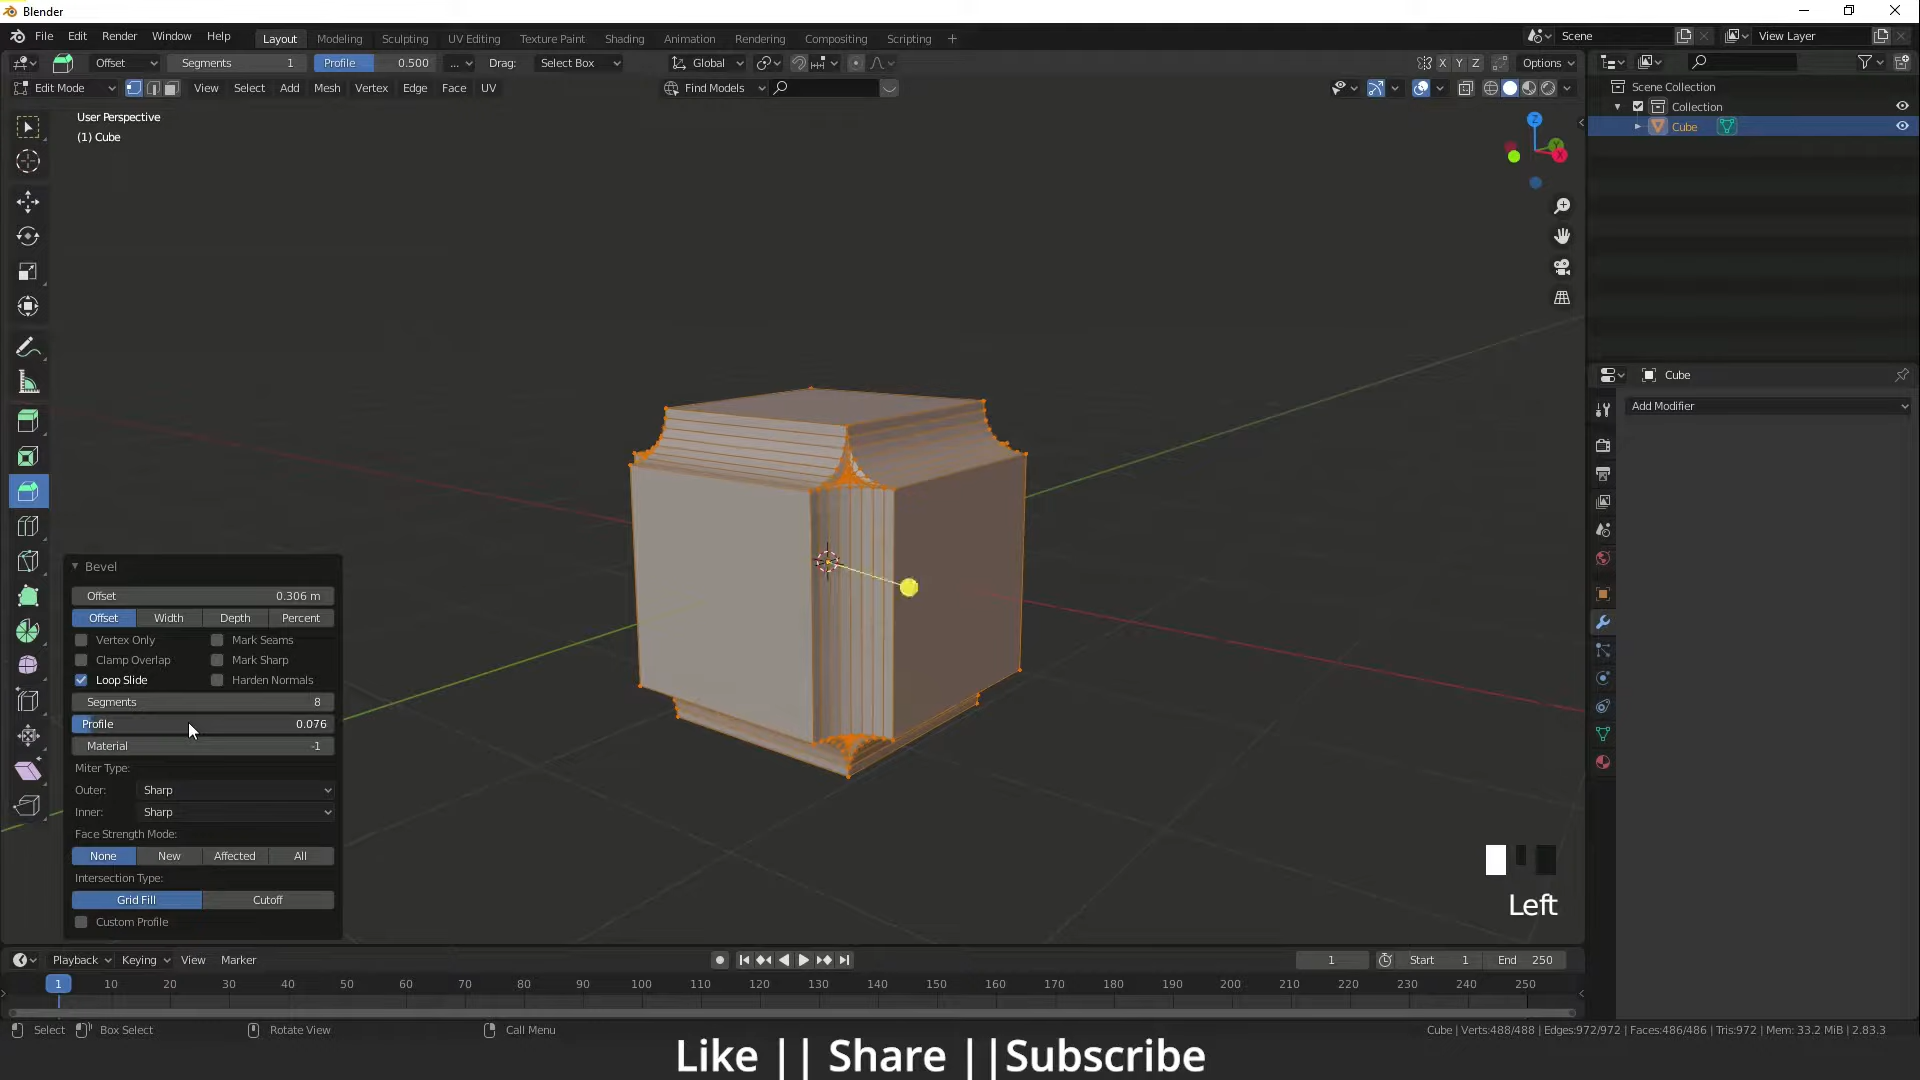 Blender
File Edit Render Window Help Layout Modeling Sculpting UV Editing Texture Paint Shading Animation Rendering Compositing Scripting + Scene View Layer
Offset Segments 1 Profile 0.500 ... Drag: Select Box Global X Y Z Options
Edit Mode View Select Add Mesh Vertex Edge Face UV Find Models
Scene Collection
Collection
Cube
User Perspective
(1) Cube
Z
Y
X
Cube
Add Modifier
Bevel
Offset 0.306 m
Offset Width Depth Percent
Vertex Only Mark Seams
Clamp Overlap Mark Sharp
Loop Slide Harden Normals
Segments 8
Profile 0.076
Material -1
Miter Type:
Outer: Sharp
Inner: Sharp
Face Strength Mode:
None New Affected All
Intersection Type:
Grid Fill Cutoff
Custom Profile
Left
Playback Keying View Marker 1 Start 1 End 250
1 10 20 30 40 50 60 70 80 90 100 110 120 130 140 150 160 170 180 190 200 210 220 230 240 250
Select Box Select Rotate View Call Menu Cube | Verts:488/488 | Edges:972/972 | Faces:486/486 | Tris:972 | Mem: 33.2 MiB | 2.83.3
Like || Share ||Subscribe